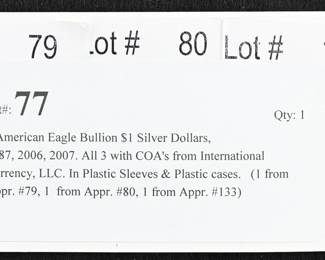 79 Lot # 80 Lot #
#: 77
Qty: 1
American Eagle Bullion $1 Silver Dollars,
87, 2006, 2007. All 3 with COA's from International
rrency, LLC. In Plastic Sleeves & Plastic cases. (1 from
ppr. #79, 1 from Appr. #80, 1 from Appr. #133)